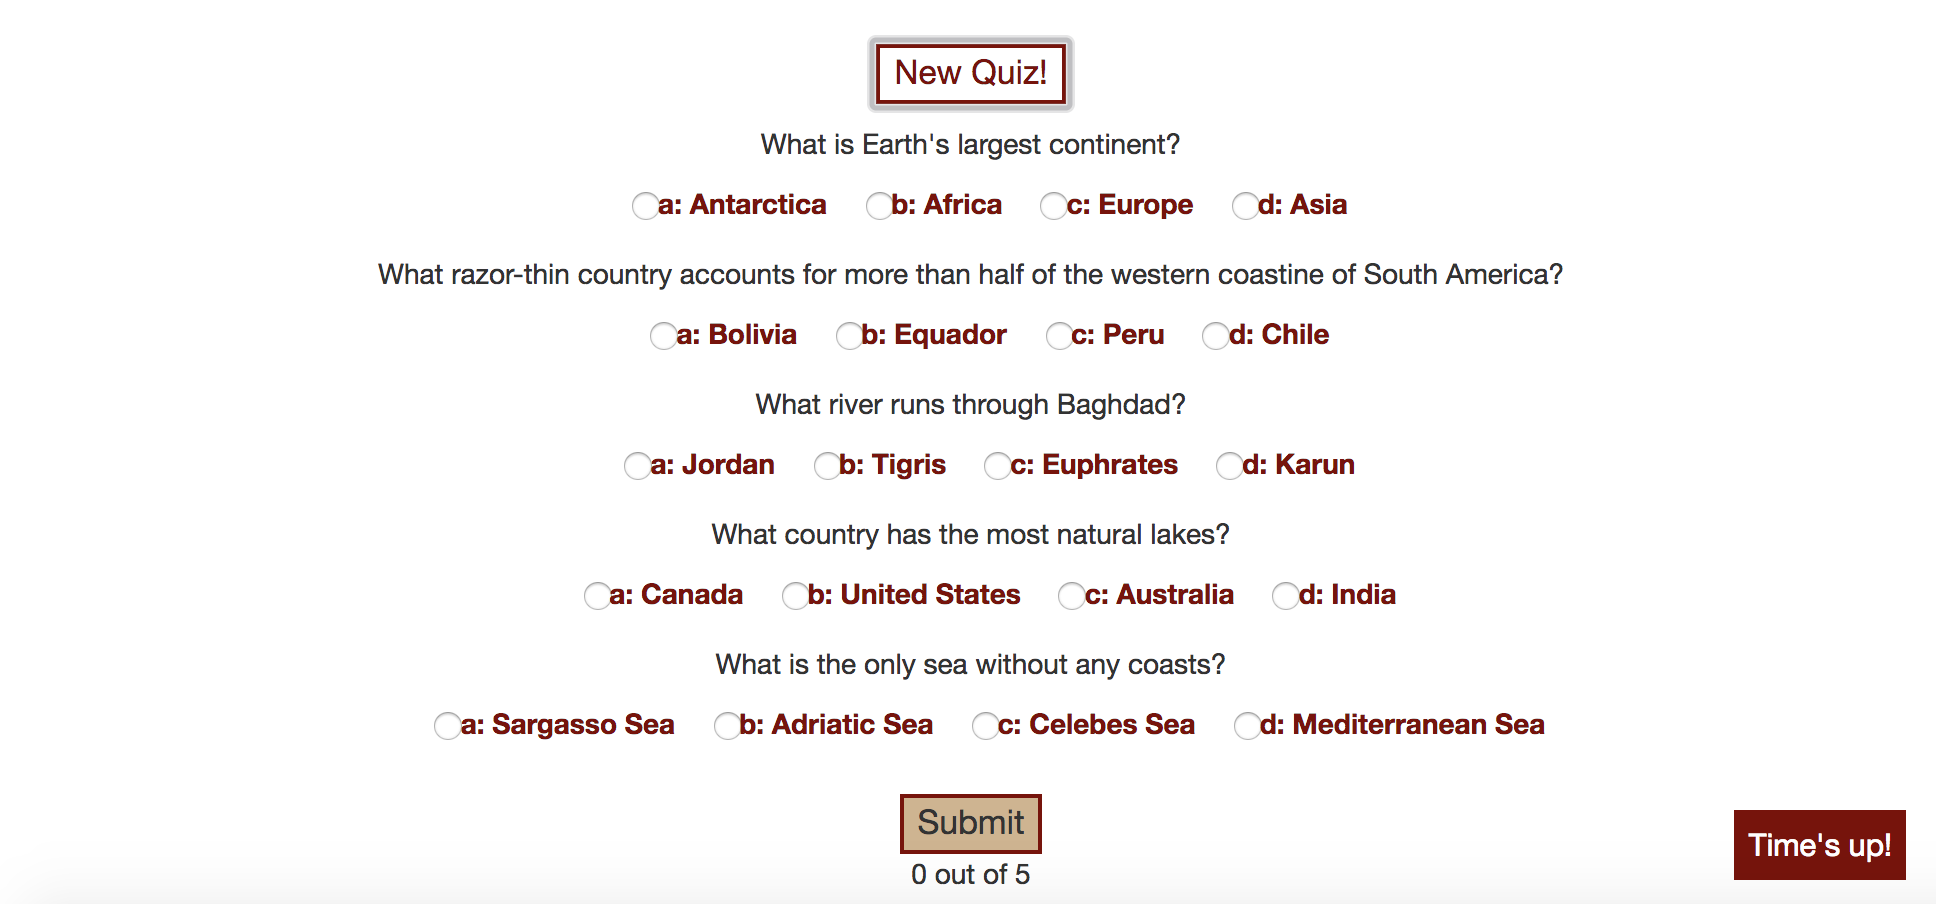 New Quiz!
What is Earth's largest continent?
a: Antarctica b: Africa c: Europe d: Asia
What razor-thin country accounts for more than half of the western coastine of South America?
a: Bolivia b: Equador c: Peru d: Chile
What river runs through Baghdad?
a: Jordan b: Tigris c: Euphrates d: Karun
What country has the most natural lakes?
a: Canada b: United States c: Australia d: India
What is the only sea without any coasts?
a: Sargasso Sea b: Adriatic Sea c: Celebes Sea d: Mediterranean Sea
Submit
Time's up!
0 out of 5